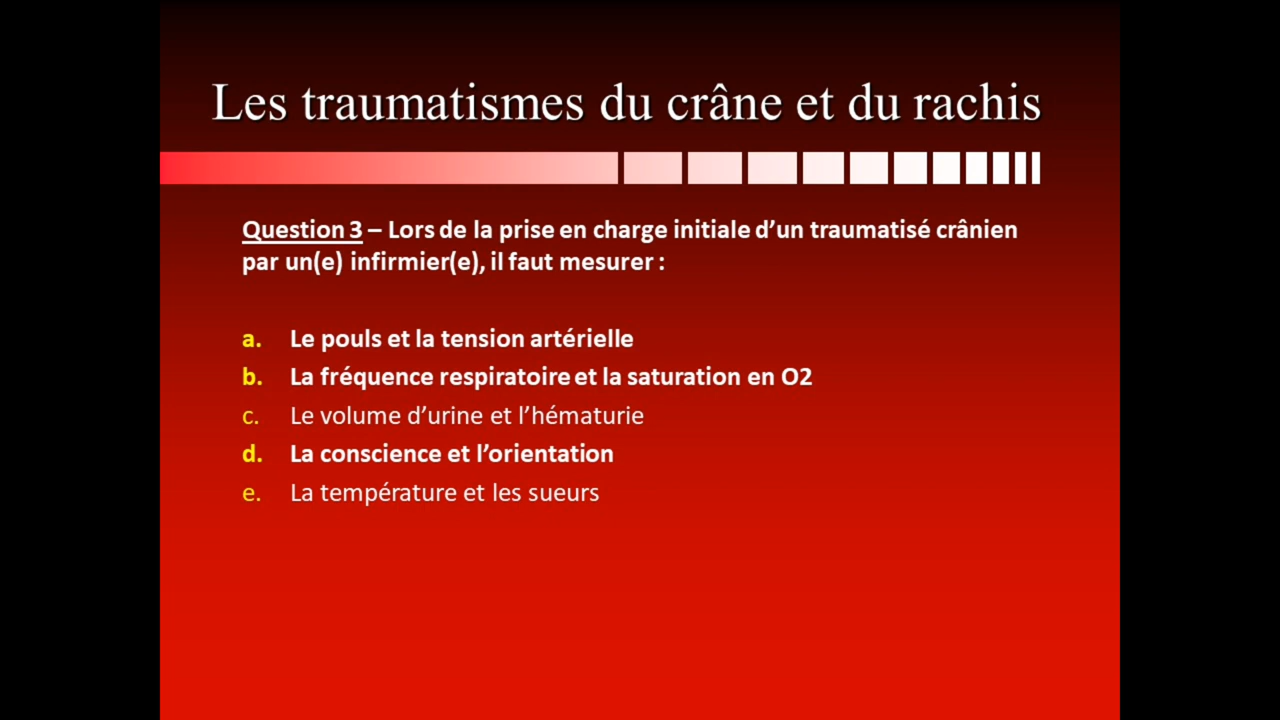 Les traumatismes du crâne et du rachis
Question 3 – Lors de la prise en charge initiale d’un traumatisé crânien
par un(e) infirmier(e), il faut mesurer :
a. Le pouls et la tension artérielle
b. La fréquence respiratoire et la saturation en O2
c. Le volume d’urine et l’hématurie
d. La conscience et l’orientation
e. La température et les sueurs